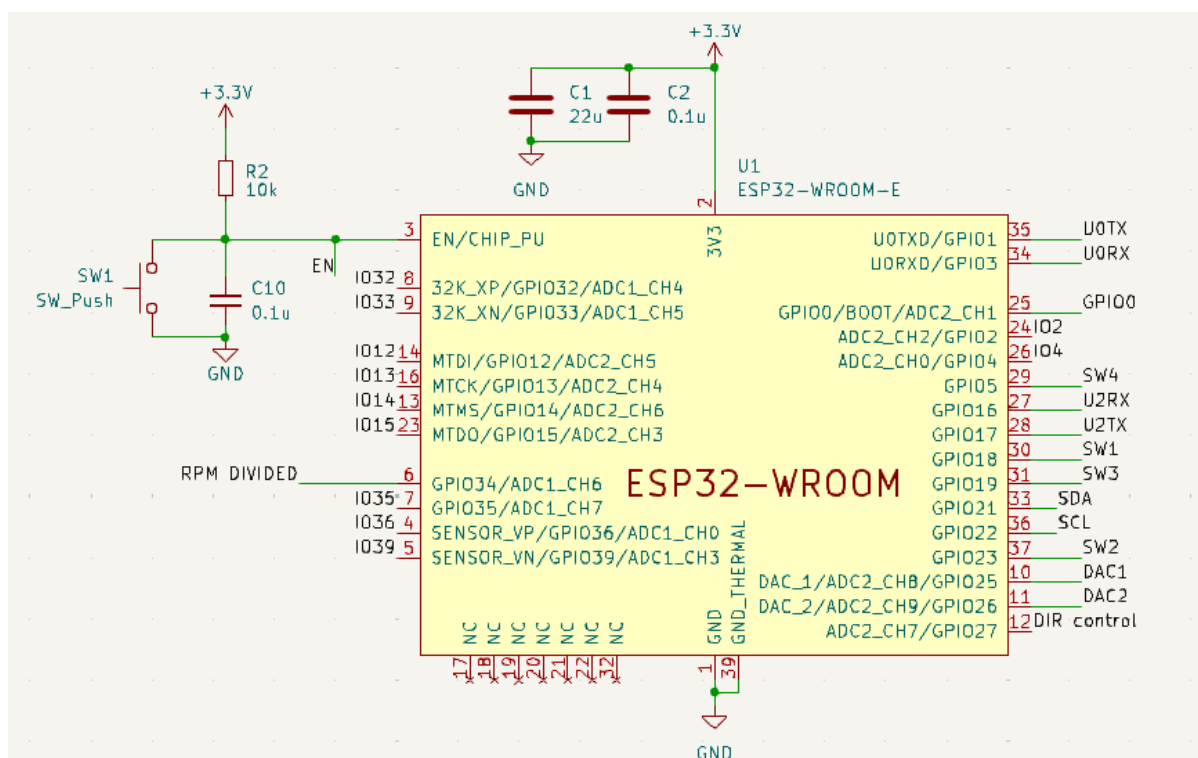 +3.3V
C1
22u
C2
0.1u
GND
+3.3V
R2
10k
U1
ESP32-WROOM-E
SW1
SW_Push
C10
0.1u
GND
EN
3
EN/CHIP_PU
IO32
8
32K_XP/GPIO32/ADC1_CH4
IO33
9
32K_XN/GPIO33/ADC1_CH5
IO12
14
MTDI/GPIO12/ADC2_CH5
IO13
16
MTCK/GPIO13/ADC2_CH4
IO14
13
MTMS/GPIO14/ADC2_CH6
IO15
23
MTDO/GPIO15/ADC2_CH3
RPM DIVIDED
6
GPIO34/ADC1_CH6
IO35
7
GPIO35/ADC1_CH7
IO36
4
SENSOR_VP/GPIO36/ADC1_CH0
IO39
5
SENSOR_VN/GPIO39/ADC1_CH3
ESP32-WROOM
2
3V3
U0TXD/GPIO1
35
U0TX
U0RXD/GPIO3
34
U0RX
GPIO0/BOOT/ADC2_CH1
25
GPIO0
ADC2_CH2/GPIO2
24
IO2
ADC2_CH0/GPIO4
26
IO4
GPIO5
29
SW4
GPIO16
27
U2RX
GPIO17
28
U2TX
GPIO18
30
SW1
GPIO19
31
SW3
GPIO21
33
SDA
GPIO22
36
SCL
GPIO23
37
SW2
DAC_1/ADC2_CH8/GPIO25
10
DAC1
DAC_2/ADC2_CH9/GPIO26
11
DAC2
ADC2_CH7/GPIO27
12
DIR control
NC
NC
NC
NC
NC
NC
NC
17
18
19
20
21
22
32
GND
GND_THERMAL
1
39
GND